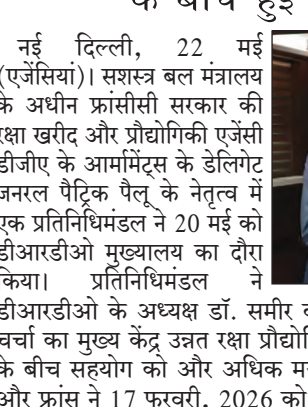 के बीच हुई
नई दिल्ली, 22 मई
(एजेंसियां)। सशस्त्र बल मंत्रालय
के अधीन फ्रांसीसी सरकार की
रक्षा खरीद और प्रौद्योगिकी एजेंसी
डीजीए के आर्मामेंट्स के डेलिगेट
जनरल पैट्रिक पैलू के नेतृत्व में
एक प्रतिनिधिमंडल ने 20 मई को
डीआरडीओ मुख्यालय का दौरा
किया। प्रतिनिधिमंडल ने
डीआरडीओ के अध्यक्ष डॉ. समीर
चर्चा का मुख्य केंद्र उन्नत रक्षा
के बीच सहयोग को और अधिक
और फ्रांस ने 17 फरवरी, 2026 को